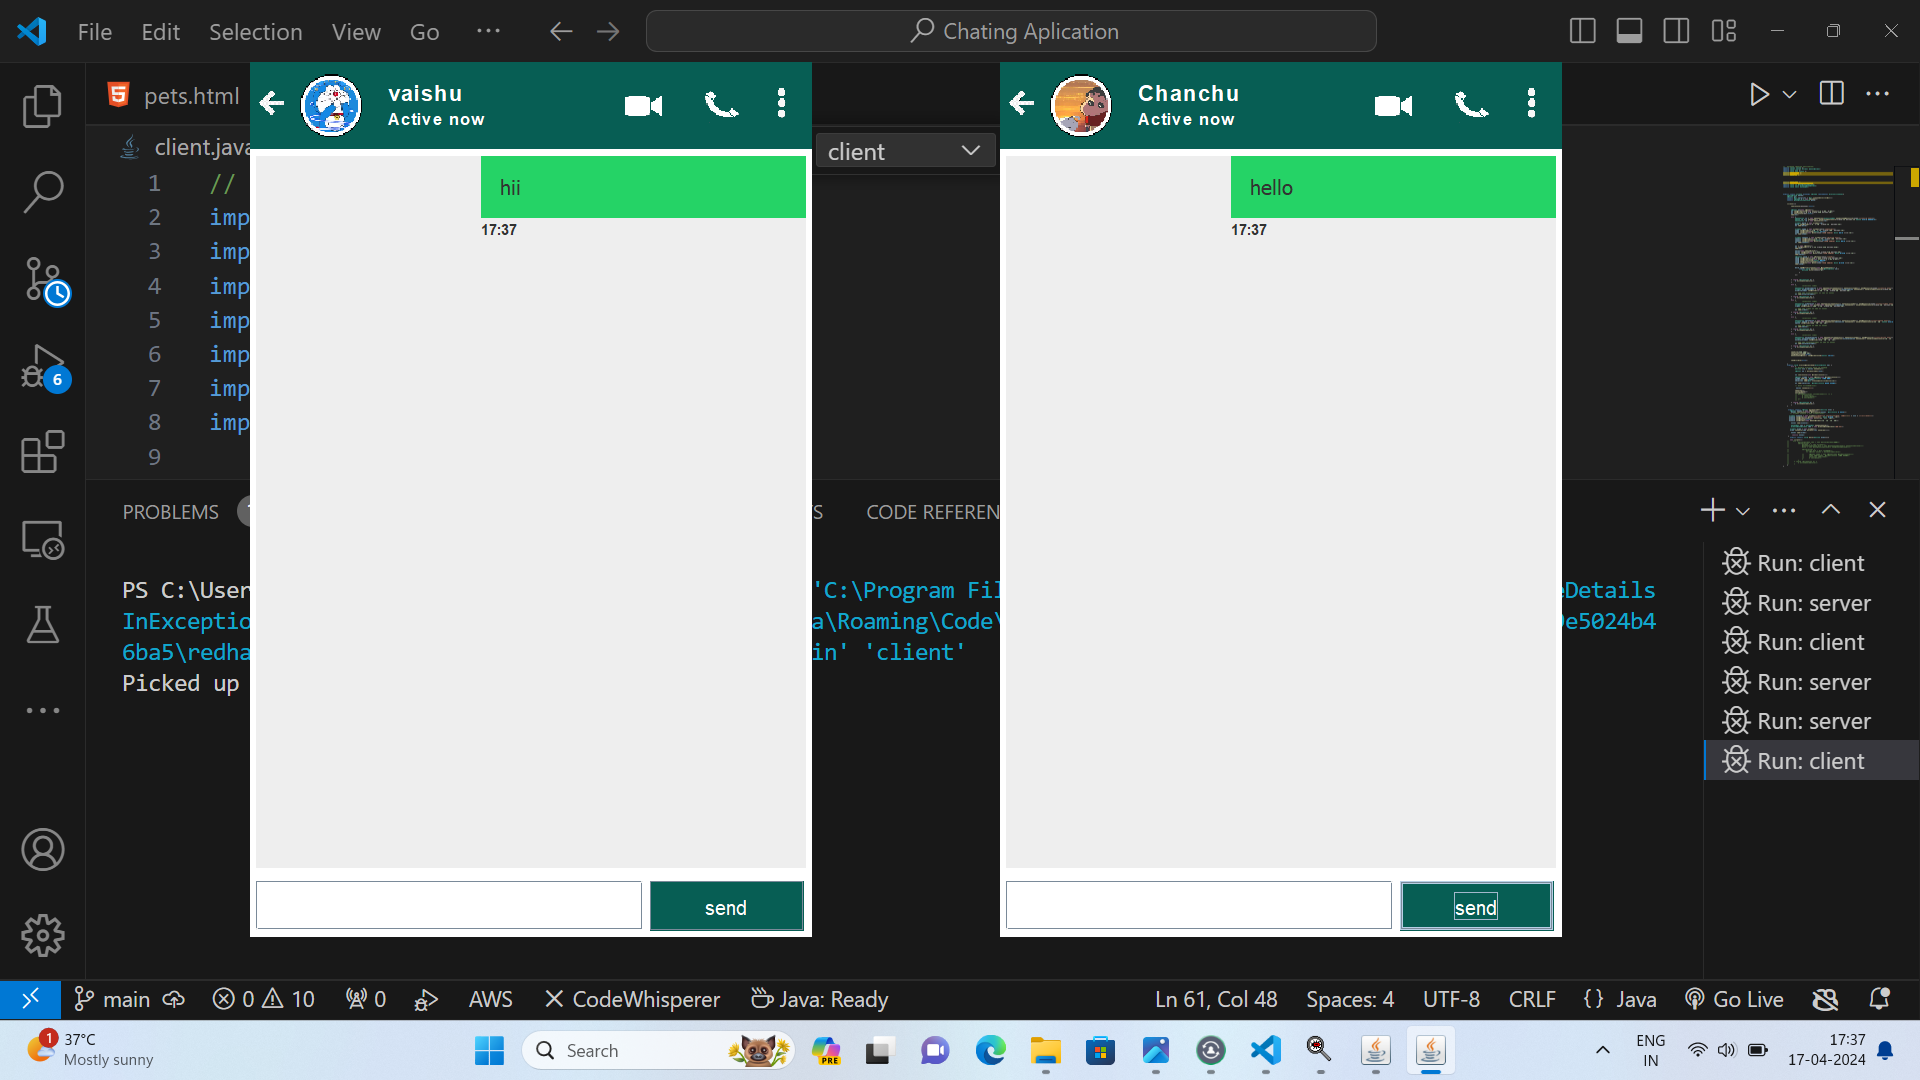 File Edit Selection View Go ··· Chating Aplication
pets.html
vaishu
Active now
Chanchu
Active now
client.java
client
1 //
2 imp
3 imp
4 imp
5 imp
6 imp
7 imp
8 imp
9
hii
17:37
hello
17:37
6
PROBLEMS
CODE REFEREN
PS C:\User 'C:\Program Fil eDetails
InExceptio a\Roaming\Code\ e5024b4
6ba5\redha in' 'client'
Picked up
Run: client
Run: server
Run: client
Run: server
Run: server
Run: client
send
send
main 0 10 0 AWS CodeWhisperer Java: Ready Ln 61, Col 48 Spaces: 4 UTF-8 CRLF {} Java Go Live
1
37°C
Mostly sunny
Search
PRE
ENG
IN
17:37
17-04-2024